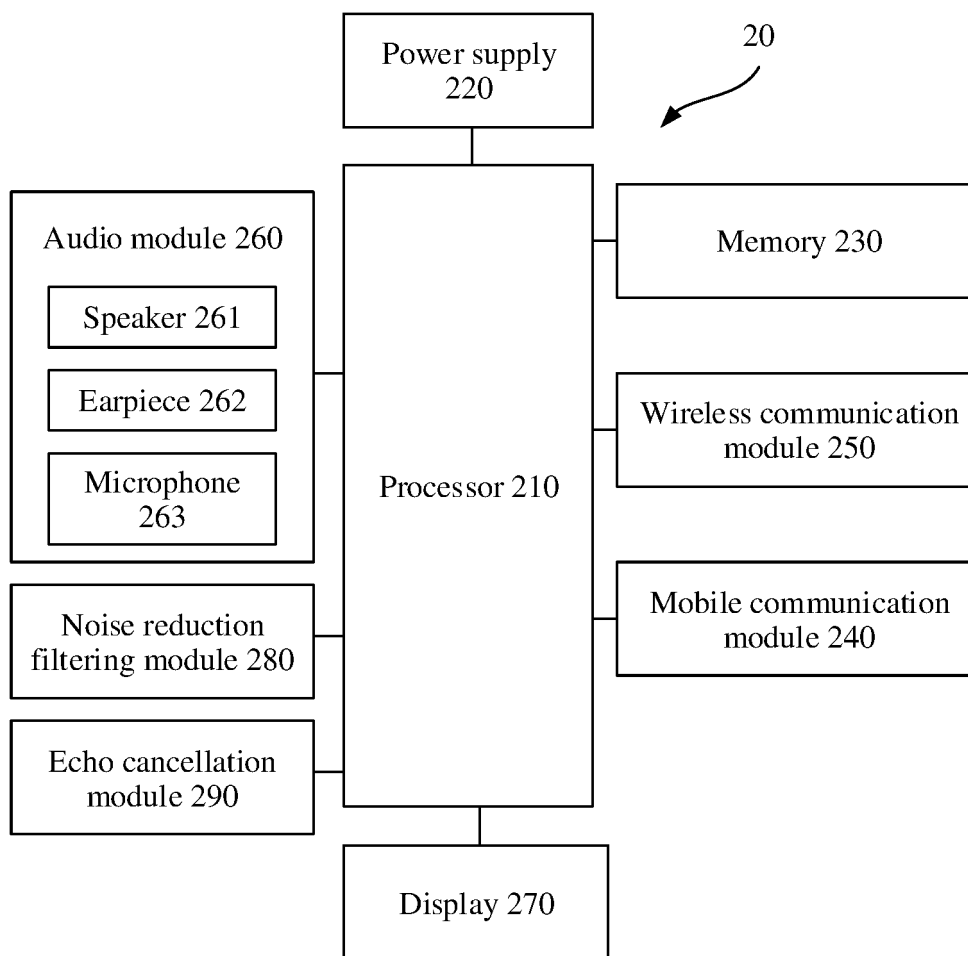 Power supply
220
20
Audio module 260
Speaker 261
Earpiece 262
Microphone
263
Noise reduction
filtering module 280
Echo cancellation
module 290
Processor 210
Memory 230
Wireless communication
module 250
Mobile communication
module 240
Display 270